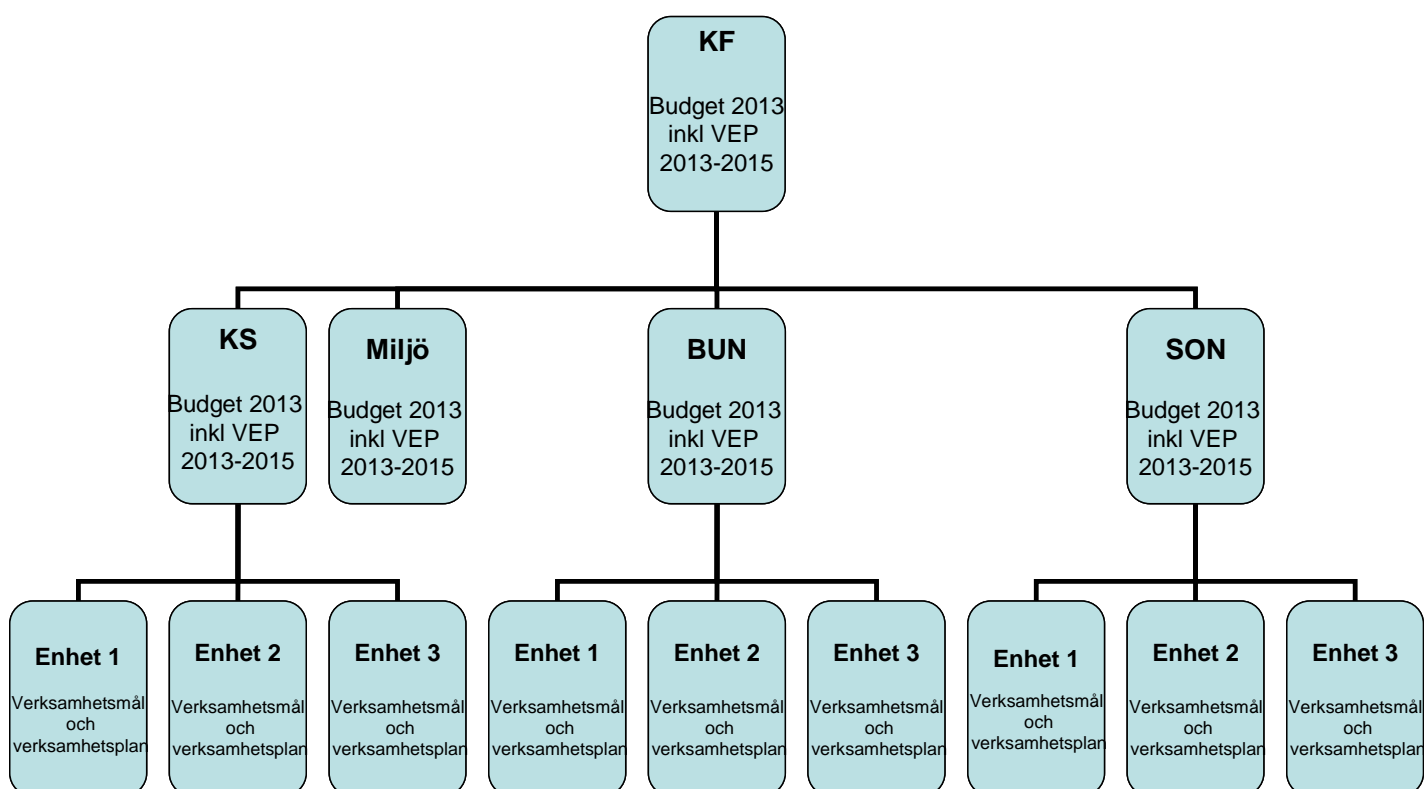 KF
Budget 2013
inkl VEP
2013-2015
KS
Budget 2013
inkl VEP
2013-2015
Miljö
Budget 2013
inkl VEP
2013-2015
BUN
Budget 2013
inkl VEP
2013-2015
SON
Budget 2013
inkl VEP
2013-2015
Enhet 1
Verksamhetsmål
och
verksamhetsplan
Enhet 2
Verksamhetsmål
och
verksamhetsplan
Enhet 3
Verksamhetsmål
och
verksamhetsplan
Enhet 1
Verksamhetsmål
och
verksamhetsplan
Enhet 2
Verksamhetsmål
och
verksamhetsplan
Enhet 3
Verksamhetsmål
och
verksamhetsplan
Enhet 1
Verksamhetsmål
och
verksamhetsplan
Enhet 2
Verksamhetsmål
och
verksamhetsplan
Enhet 3
Verksamhetsmål
och
verksamhetsplan